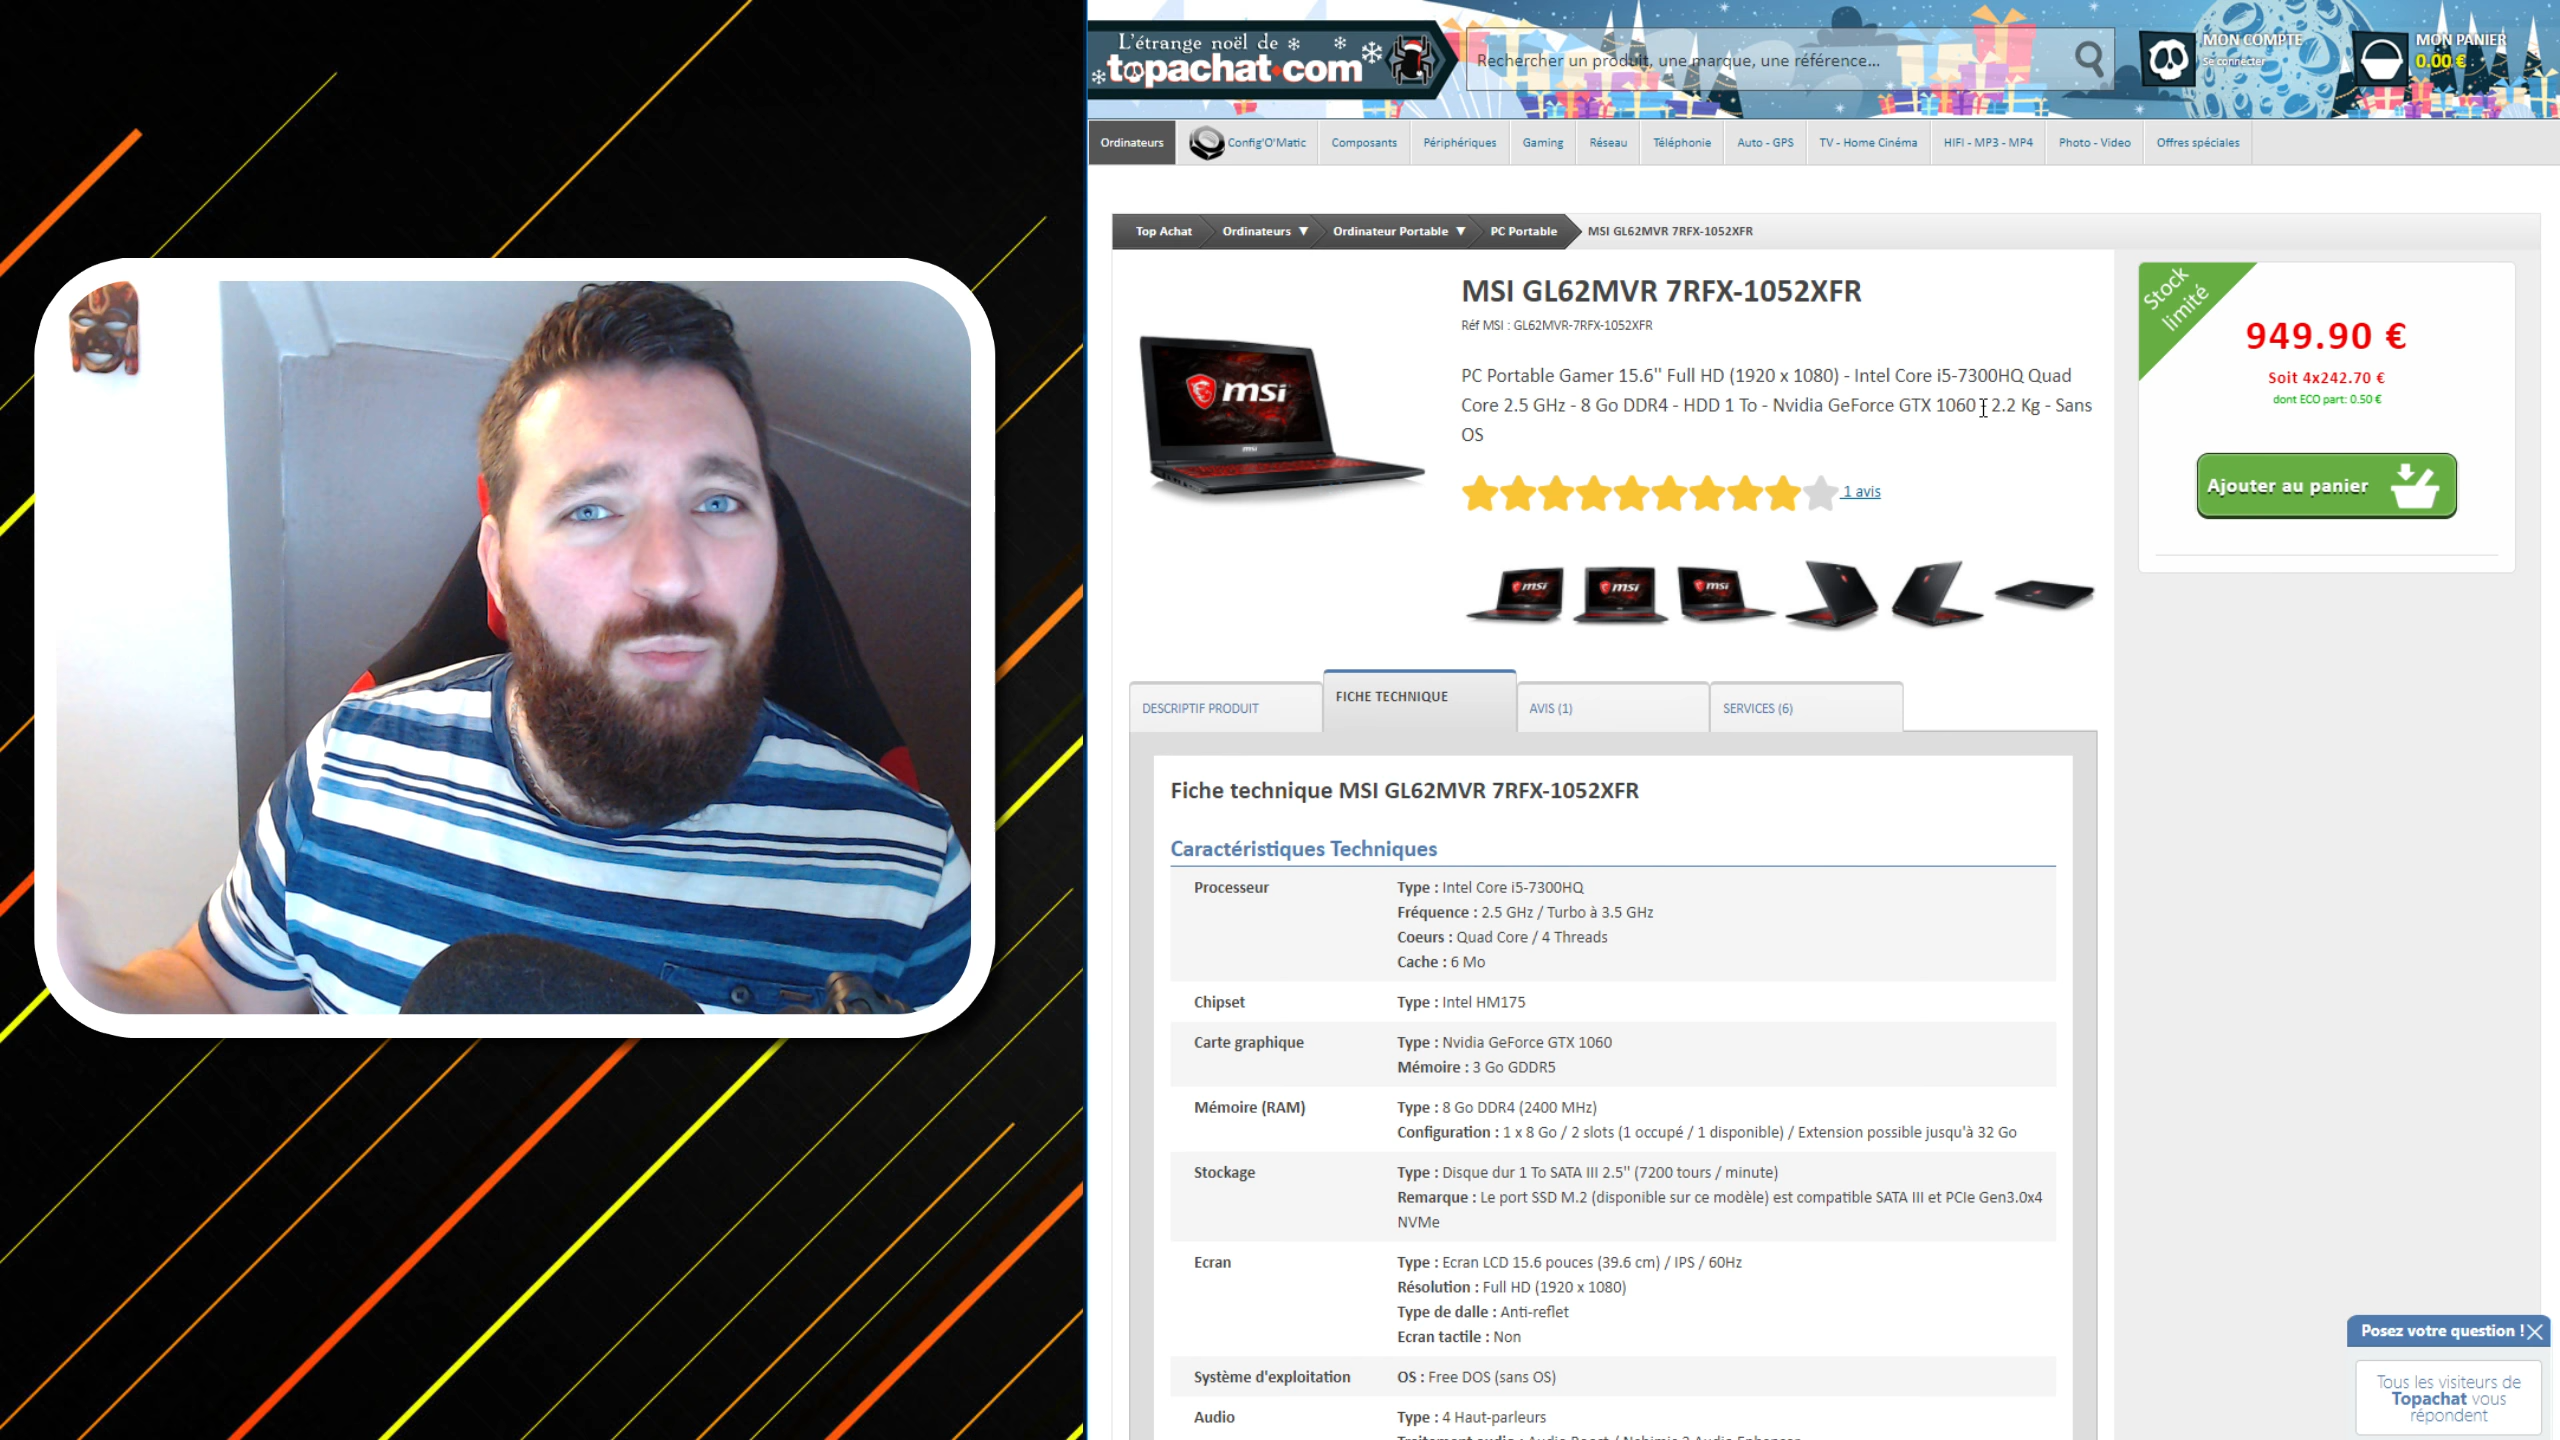 L'étrange noël de
topachat.com
Rechercher un produit, une marque, une référence...
MON COMPTE
Se connecter
MON PANIER
0.00 €
Ordinateurs
Config'O'Matic
Composants
Périphériques
Gaming
Réseau
Téléphonie
Auto - GPS
TV - Home Cinéma
HIFI - MP3 - MP4
Photo - Video
Offres spéciales
Top Achat
Ordinateurs ▼
Ordinateur Portable ▼
PC Portable
MSI GL62MVR 7RFX-1052XFR
msi
msi
MSI GL62MVR 7RFX-1052XFR
Réf MSI : GL62MVR-7RFX-1052XFR
PC Portable Gamer 15.6'' Full HD (1920 x 1080) - Intel Core i5-7300HQ Quad
Core 2.5 GHz - 8 Go DDR4 - HDD 1 To - Nvidia GeForce GTX 1060 - 2.2 Kg - Sans
OS
1 avis
msi
msi
msi
Stock
limité
949.90 €
Soit 4x242.70 €
dont ECO part: 0.50 €
Ajouter au panier
DESCRIPTIF PRODUIT
FICHE TECHNIQUE
AVIS (1)
SERVICES (6)
Fiche technique MSI GL62MVR 7RFX-1052XFR
Caractéristiques Techniques
Processeur
Type : Intel Core i5-7300HQ
Fréquence : 2.5 GHz / Turbo à 3.5 GHz
Coeurs : Quad Core / 4 Threads
Cache : 6 Mo
Chipset
Type : Intel HM175
Carte graphique
Type : Nvidia GeForce GTX 1060
Mémoire : 3 Go GDDR5
Mémoire (RAM)
Type : 8 Go DDR4 (2400 MHz)
Configuration : 1 x 8 Go / 2 slots (1 occupé / 1 disponible) / Extension possible jusqu'à 32 Go
Stockage
Type : Disque dur 1 To SATA III 2.5'' (7200 tours / minute)
Remarque : Le port SSD M.2 (disponible sur ce modèle) est compatible SATA III et PCIe Gen3.0x4
NVMe
Ecran
Type : Ecran LCD 15.6 pouces (39.6 cm) / IPS / 60Hz
Résolution : Full HD (1920 x 1080)
Type de dalle : Anti-reflet
Ecran tactile : Non
Système d'exploitation
OS : Free DOS (sans OS)
Audio
Type : 4 Haut-parleurs
Traitement audio : Audio Boost / Nahimic 2 Audio Enhancer
Posez votre question !
Tous les visiteurs de
Topachat vous
répondent